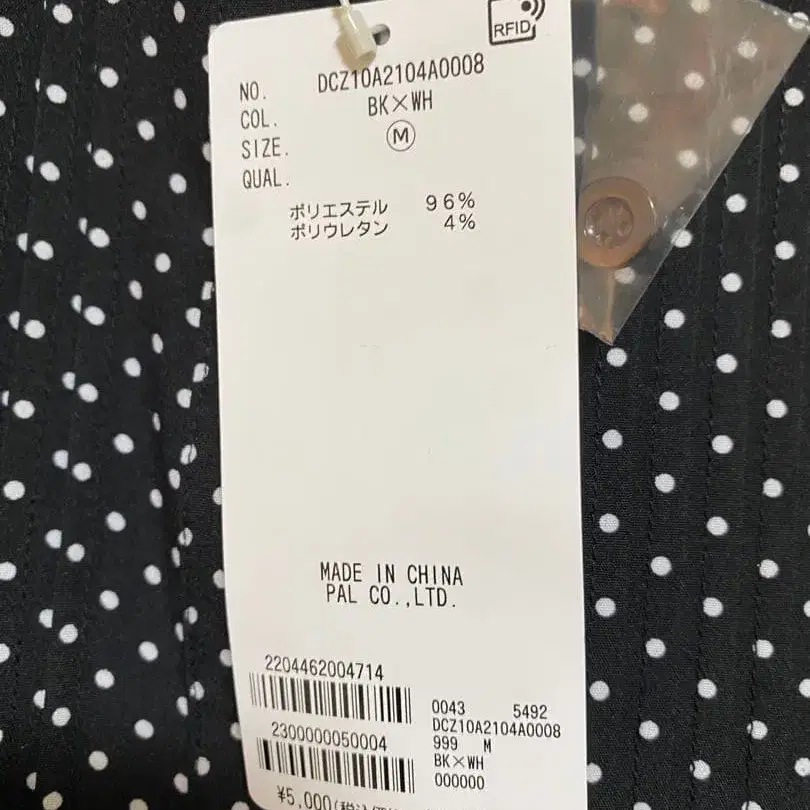 RFID
NO. DCZ10A2104A0008
COL. BK×WH
SIZE. M
QUAL.
ポリエステル 96%
ポリウレタン 4%
MADE IN CHINA
PAL CO.,LTD.
2204462004714
0043 5492
DCZ10A2104A0008
2300000050004
999 M
BK×WH
000000
¥5,000(税込